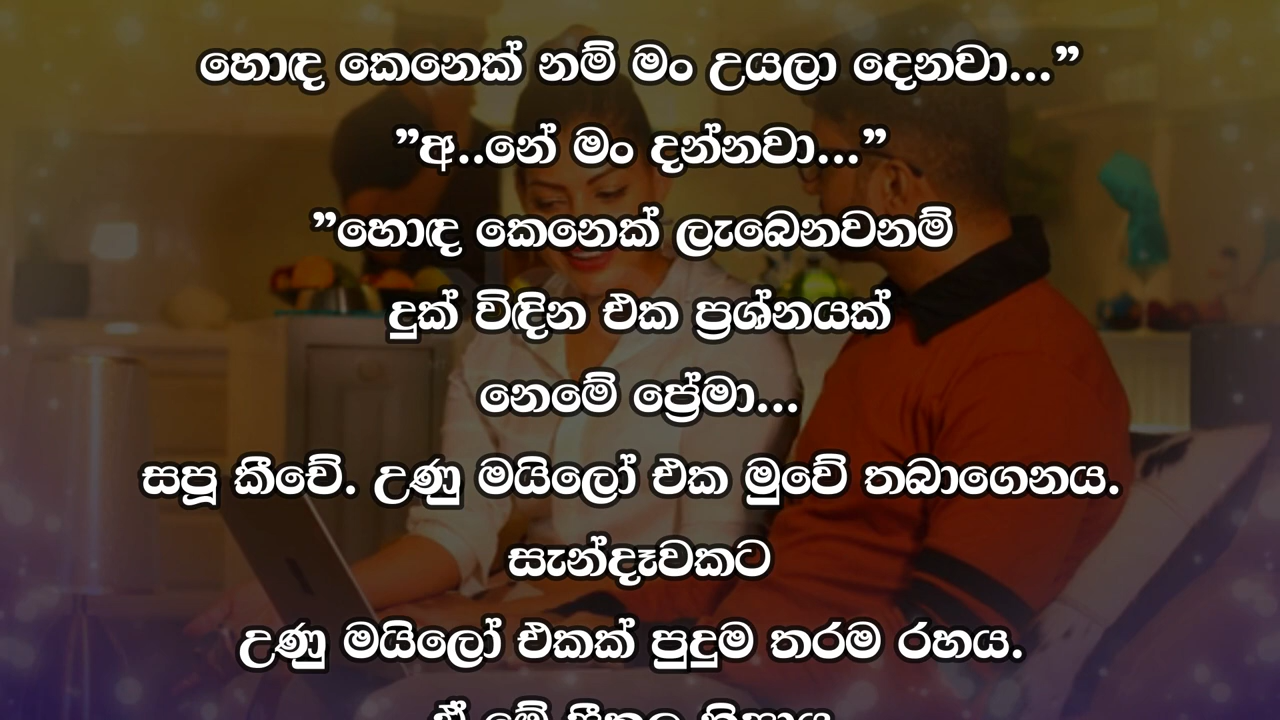 හොඳ කෙනෙක් නම් මං උයලා දෙනවා...”
”අ..නේ මං දන්නවා...”
”හොඳ කෙනෙක් ලැබෙනවනම්
දුක් විඳින එක ප්‍රශ්නයක්
නෙමේ ප්‍රේමා...
සපූ කීවේ. උණු මයිලෝ එක මුවේ තබාගෙනය.
සැන්දෑවකට
උණු මයිලෝ එකක් පුදුම තරම රහය.